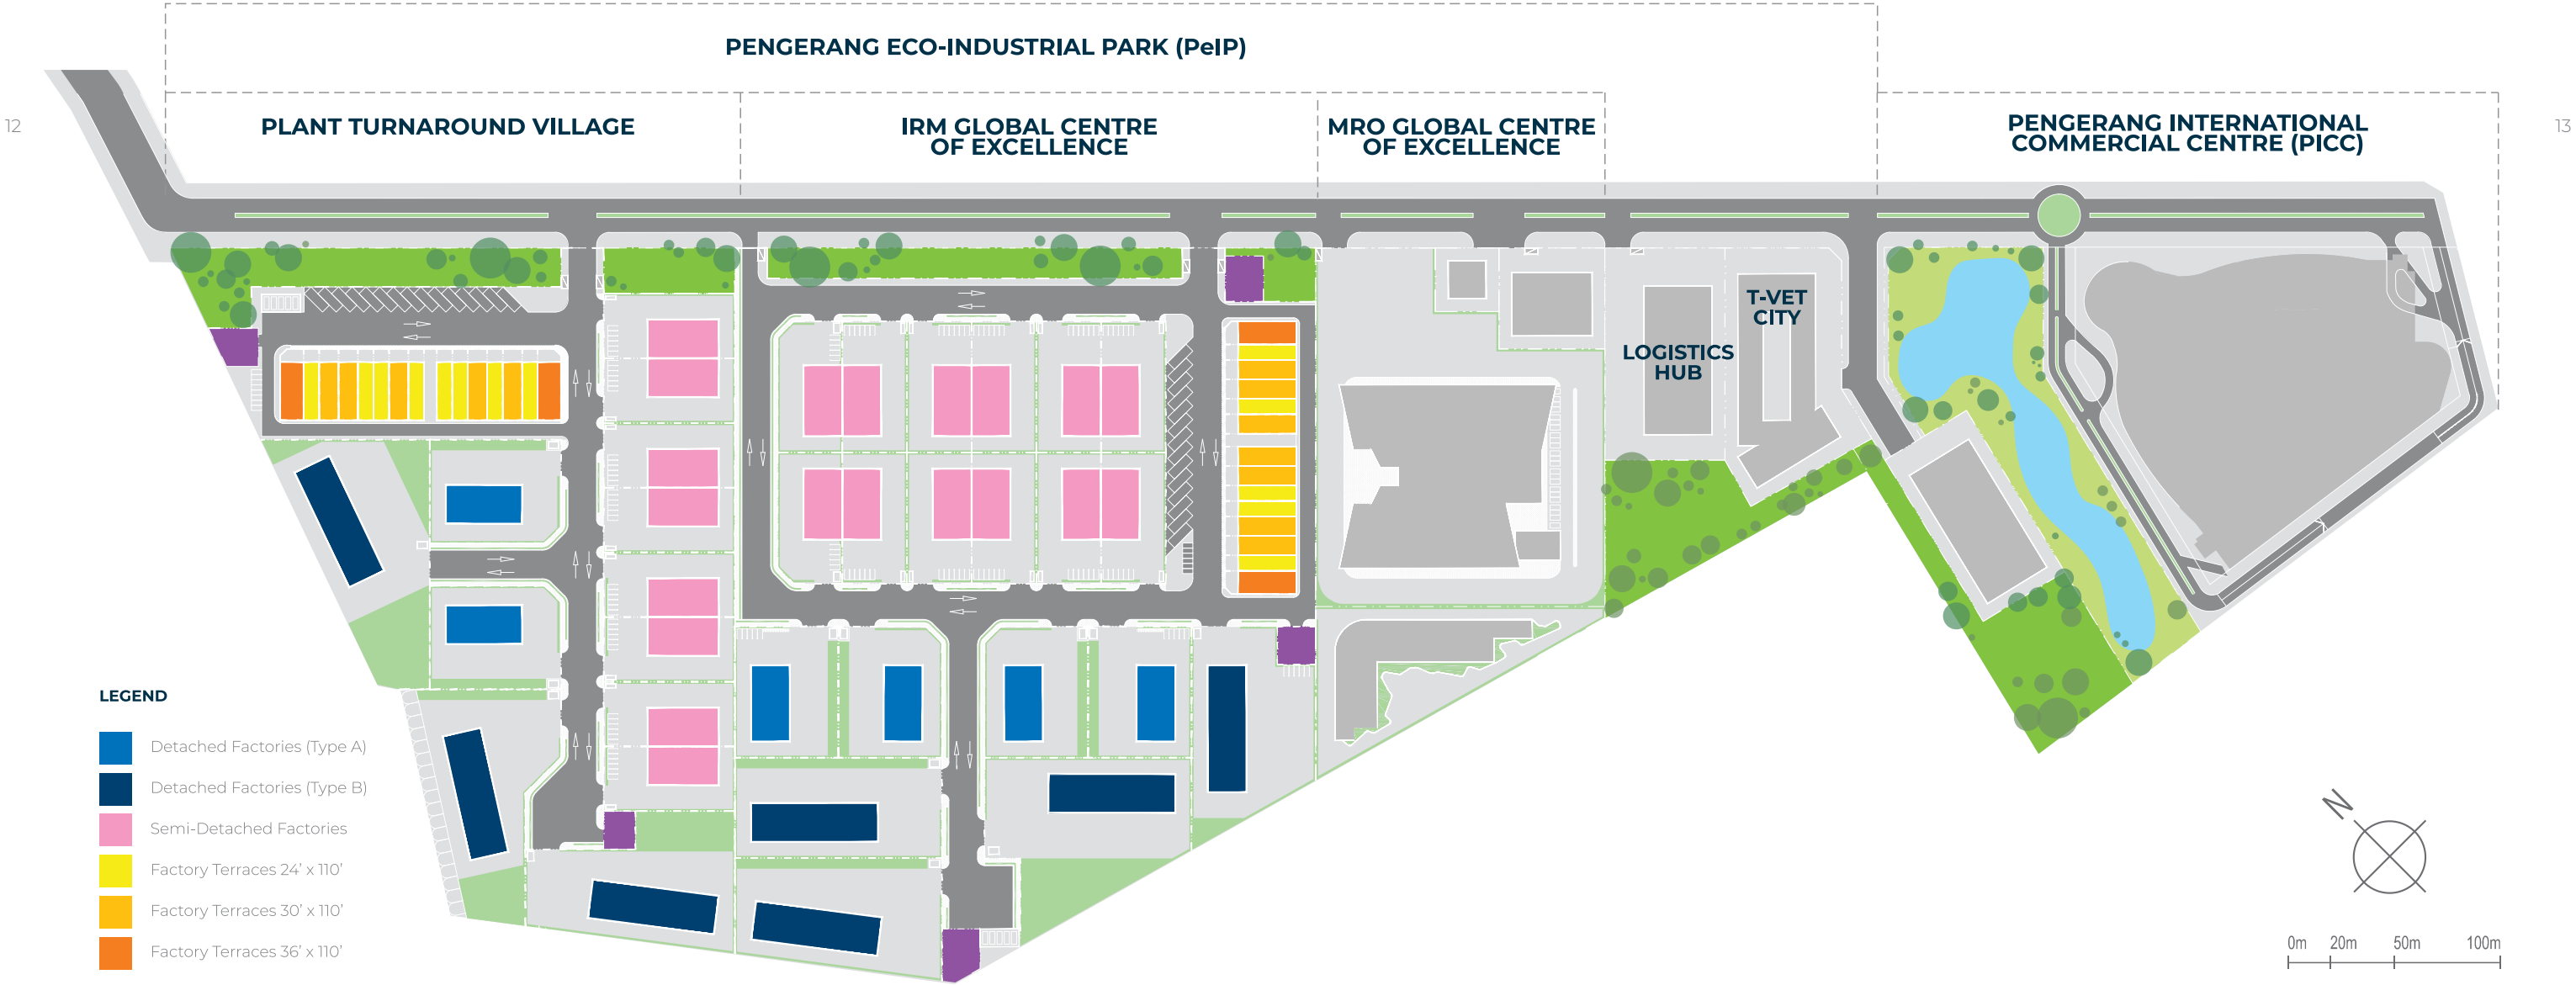 PENGERANG ECO-INDUSTRIAL PARK (PeIP)
12
PLANT TURNAROUND VILLAGE
IRM GLOBAL CENTRE
OF EXCELLENCE
MRO GLOBAL CENTRE
OF EXCELLENCE
PENGERANG INTERNATIONAL
COMMERCIAL CENTRE (PICC)
13
T-VET
CITY
LOGISTICS
HUB
LEGEND
Detached Factories (Type A)
Detached Factories (Type B)
Semi-Detached Factories
Factory Terraces 24' x 110'
Factory Terraces 30' x 110'
Factory Terraces 36' x 110'
N
0m 20m 50m 100m